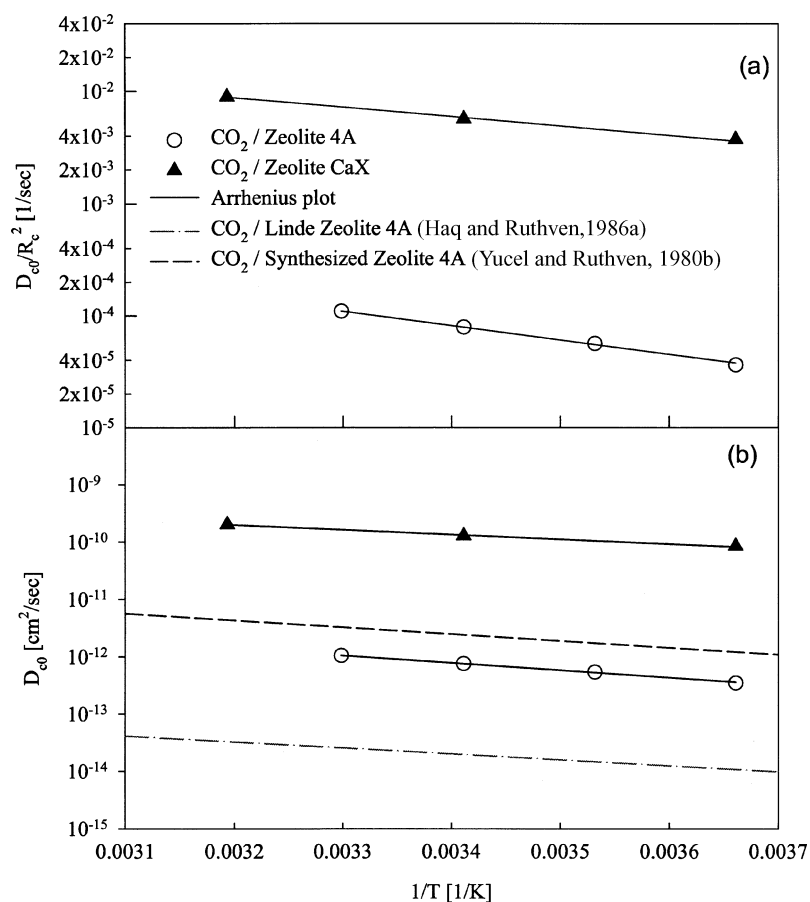 4x10⁻²
2x10⁻²
(a)
10⁻²
4x10⁻³
CO₂ / Zeolite 4A
2x10⁻³
CO₂ / Zeolite CaX
10⁻³
Arrhenius plot
CO₂ / Linde Zeolite 4A (Haq and Ruthven,1986a)
4x10⁻⁴
CO₂ / Synthesized Zeolite 4A (Yucel and Ruthven, 1980b)
2x10⁻⁴
10⁻⁴
4x10⁻⁵
2x10⁻⁵
10⁻⁵
D_c0/R_c² [1/sec]
(b)
10⁻⁹
10⁻¹⁰
10⁻¹¹
10⁻¹²
10⁻¹³
10⁻¹⁴
10⁻¹⁵
D_c0 [cm²/sec]
0.0031 0.0032 0.0033 0.0034 0.0035 0.0036 0.0037
1/T [1/K]